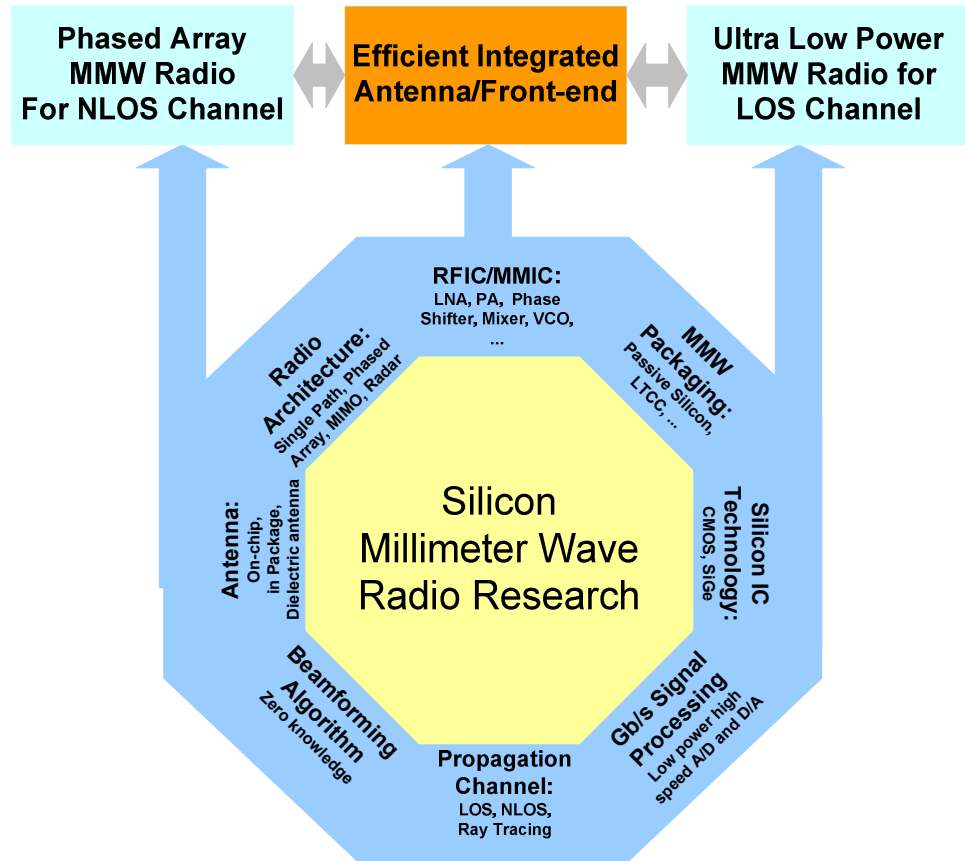 Phased Array
MMW Radio
For NLOS Channel
Efficient Integrated
Antenna/Front-end
Ultra Low Power
MMW Radio for
LOS Channel
RFIC/MMIC:
LNA, PA, Phase
Shifter, Mixer, VCO,
...
Radio
Architecture:
Single Path, Phased
Array, MIMO, Radar
MMW
Packaging:
Passive Silicon,
LTCC, ...
Antenna:
On-chip,
in Package,
Dielectric antenna
Silicon
Millimeter Wave
Radio Research
Silicon IC
Technology:
CMOS, SiGe
Beamforming
Algorithm
Zero knowledge
Gb/s Signal
Processing
Low power high
speed A/D and D/A
Propagation
Channel:
LOS, NLOS,
Ray Tracing